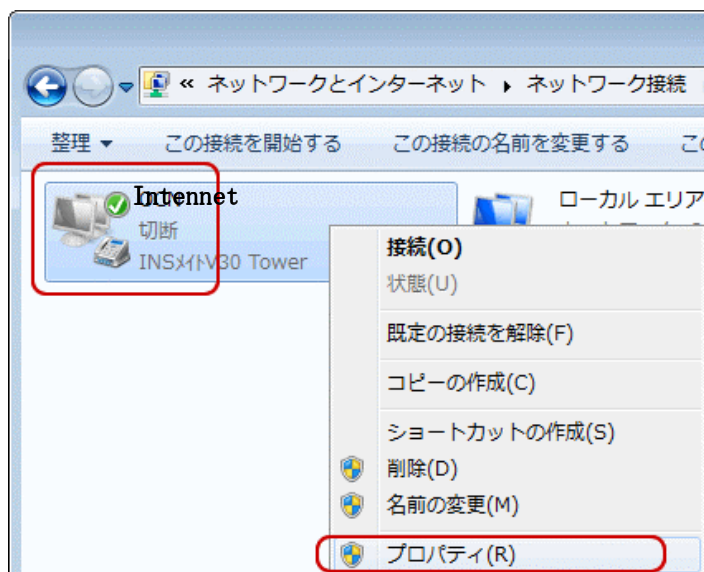 « ネットワークとインターネット ▸ ネットワーク接続
整理 ▼ この接続を開始する この接続の名前を変更する
Intennet
切断
INSメイトV30 Tower
ローカル エリア
接続(O)
状態(U)
既定の接続を解除(F)
コピーの作成(C)
ショートカットの作成(S)
削除(D)
名前の変更(M)
プロパティ(R)